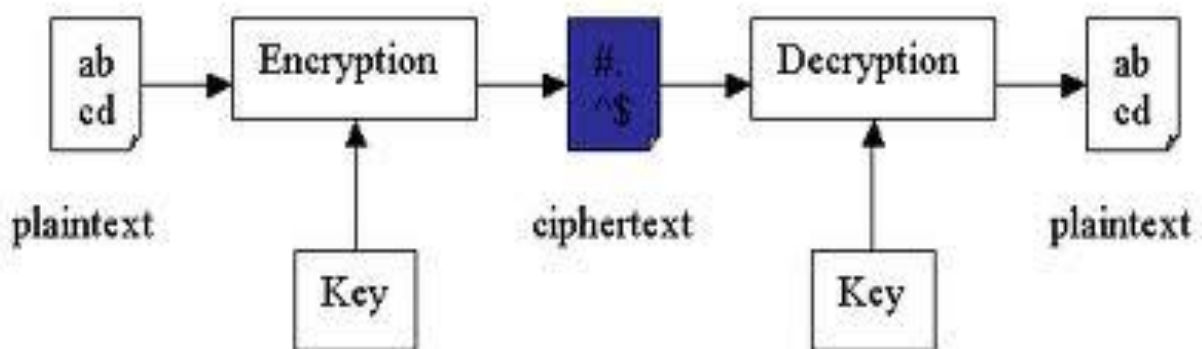 ab
cd
Encryption
#.
^$
Decryption
ab
cd
plaintext
ciphertext
plaintext
Key
Key